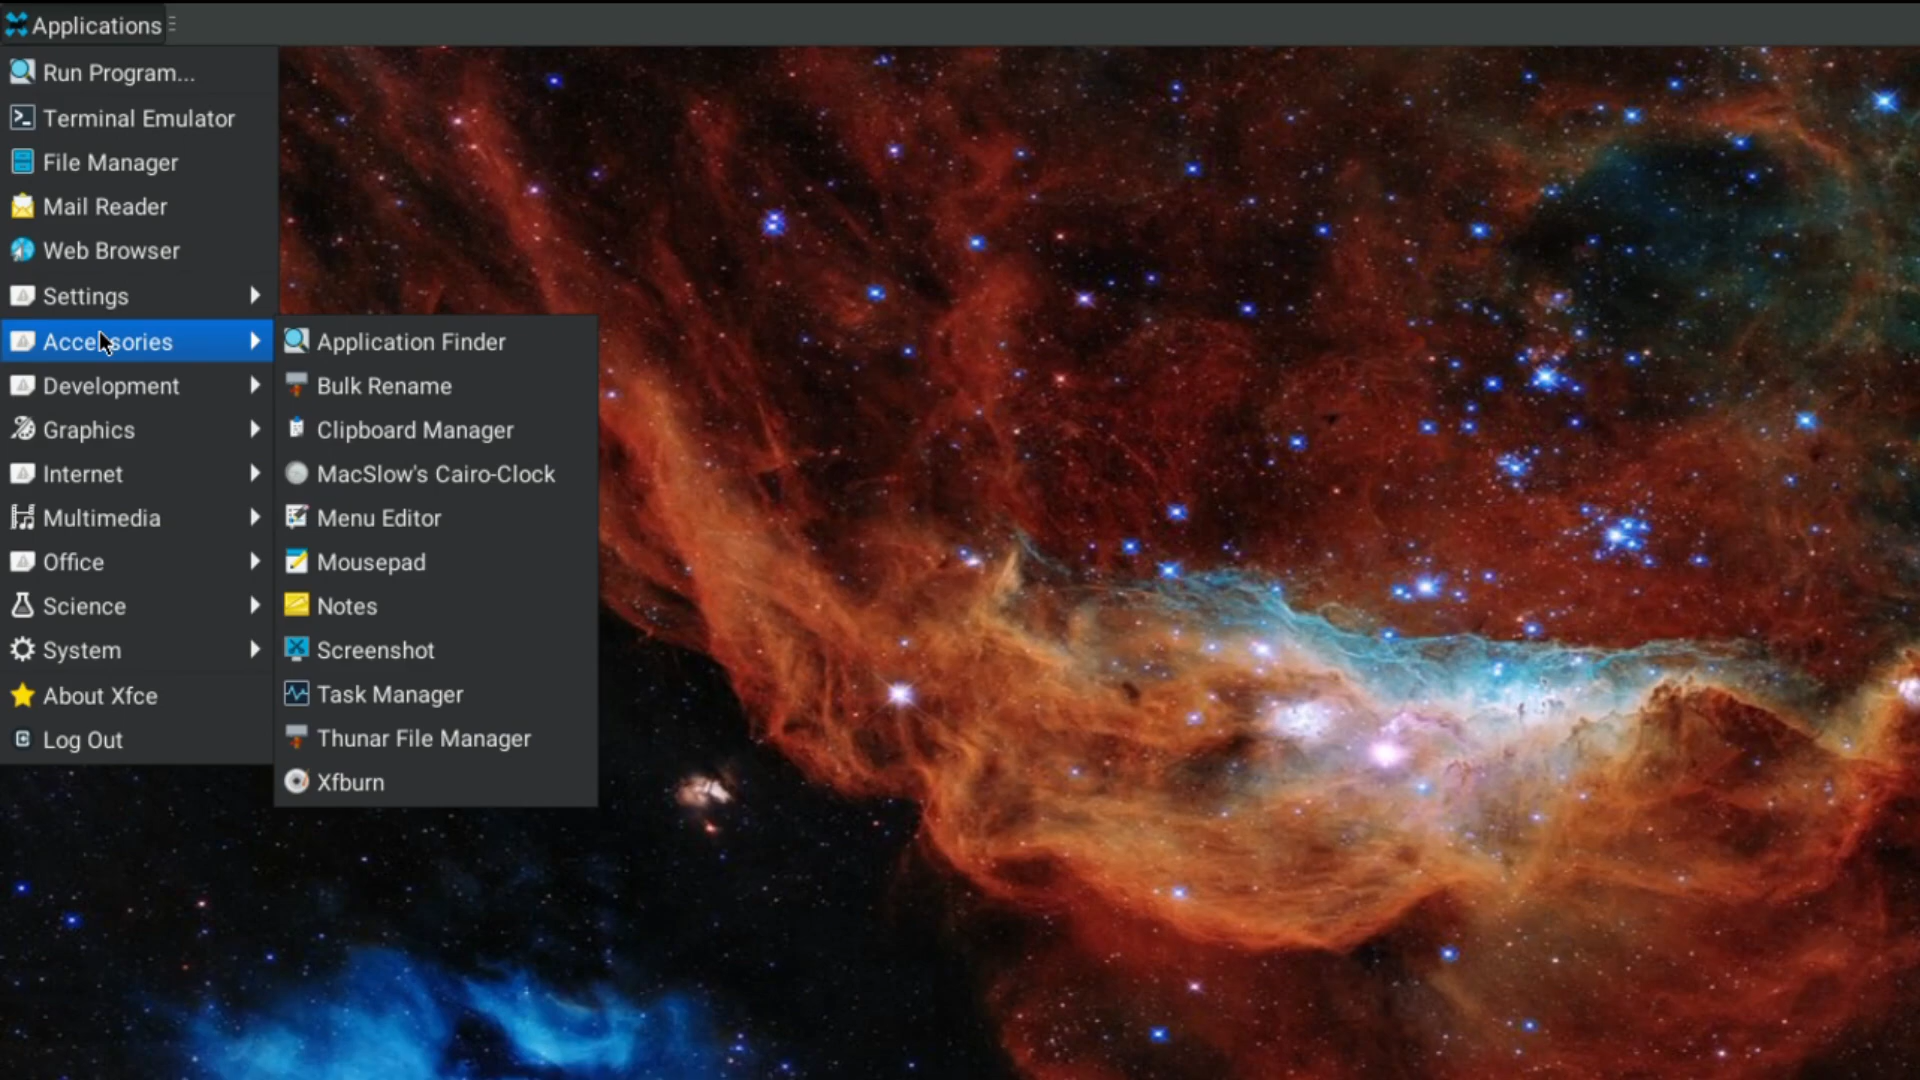 Applications
Run Program...
Terminal Emulator
File Manager
Mail Reader
Web Browser
Settings
Accessories
Development
Graphics
Internet
Multimedia
Office
Science
System
About Xfce
Log Out
Application Finder
Bulk Rename
Clipboard Manager
MacSlow's Cairo-Clock
Menu Editor
Mousepad
Notes
Screenshot
Task Manager
Thunar File Manager
Xfburn